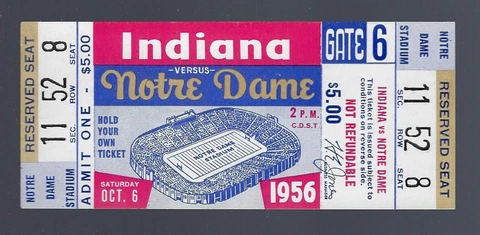 RESERVED SEAT
11 52 8
SEC. ROW SEAT
NOTRE DAME STADIUM
ADMIT ONE - $5.00
Indiana
-VERSUS-
Notre Dame
HOLD
YOUR
OWN
TICKET
2 P.M.
C.D.S.T.
NOTRE DAME
STADIUM
SATURDAY
OCT. 6
1956
GATE 6
$5.00
INDIANA vs NOTRE DAME
This ticket is issued subject to
conditions on reverse side.
NOT REFUNDABLE
NOTRE DAME
STADIUM
11 52 8
SEC. ROW SEAT
RESERVED SEAT